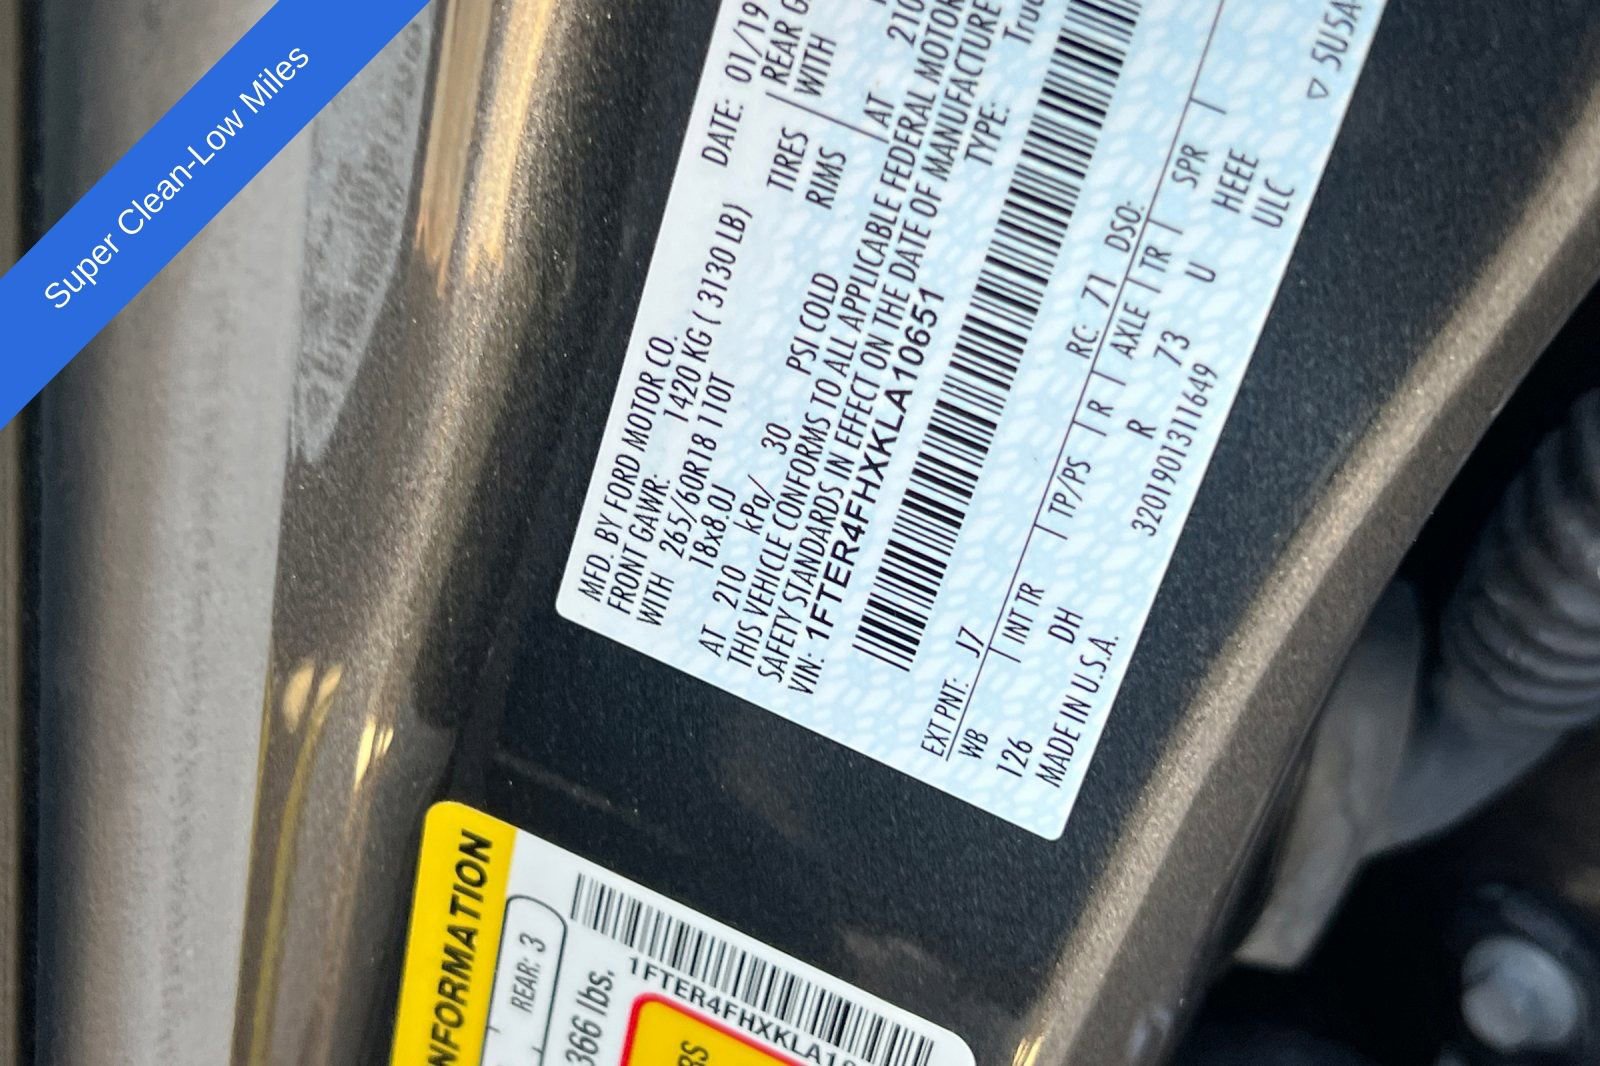 Super Clean-Low Miles
MFD. BY FORD MOTOR CO.
DATE: 01/19
FRONT GAWR: 1420 KG ( 3130 LB)
REAR
WITH 265/60R18 110T
TIRES
WITH
18x8.0J
RIMS
AT 210 kPa/ 30 PSI COLD
AT 210
THIS VEHICLE CONFORMS TO ALL APPLICABLE FEDERAL MOTOR
SAFETY STANDARDS IN EFFECT ON THE DATE OF MANUFACTURE
VIN: 1FTER4FHXKLA10651
TYPE:
EXT PNT: J7 RC: 71 DSO:
WB | INT TR | TP/PS | R | AXLE | TR | SPR |
126 DH R 73 U HEEE
MADE IN U.S.A. 3201901311649 ULC
▽ 5U5A
REAR: 3
366 lbs.
1FTER4FHXKLA1